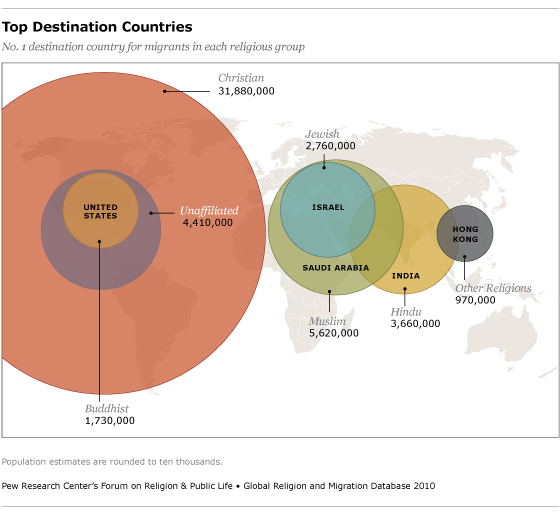 Top Destination Countries
No. 1 destination country for migrants in each religious group
Christian
31,880,000
Jewish
2,760,000
UNITED
STATES
Unaffiliated
4,410,000
ISRAEL
HONG
KONG
SAUDI ARABIA
INDIA
Other Religions
970,000
Muslim
5,620,000
Hindu
3,660,000
Buddhist
1,730,000
Population estimates are rounded to ten thousands.
Pew Research Center's Forum on Religion & Public Life • Global Religion and Migration Database 2010